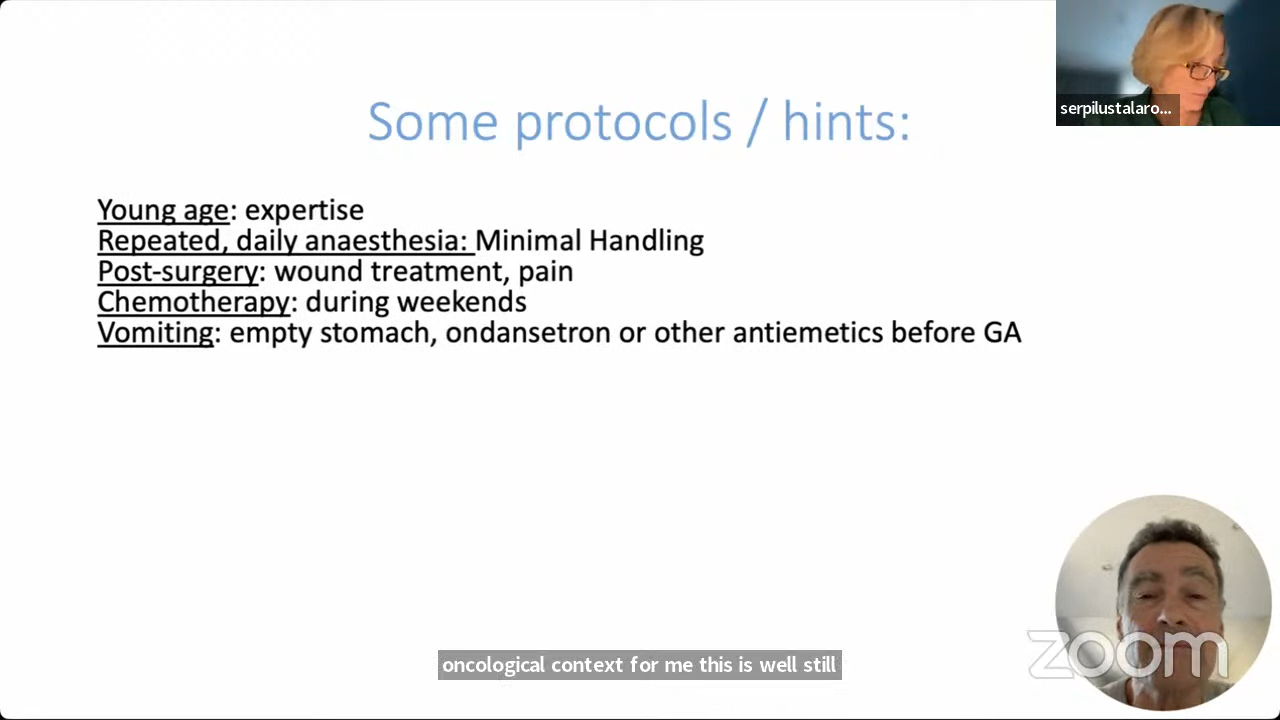 serpilustalaro...
Some protocols / hints:
Young age: expertise
Repeated, daily anaesthesia: Minimal Handling
Post-surgery: wound treatment, pain
Chemotherapy: during weekends
Vomiting: empty stomach, ondansetron or other antiemetics before GA
zoom
oncological context for me this is well still